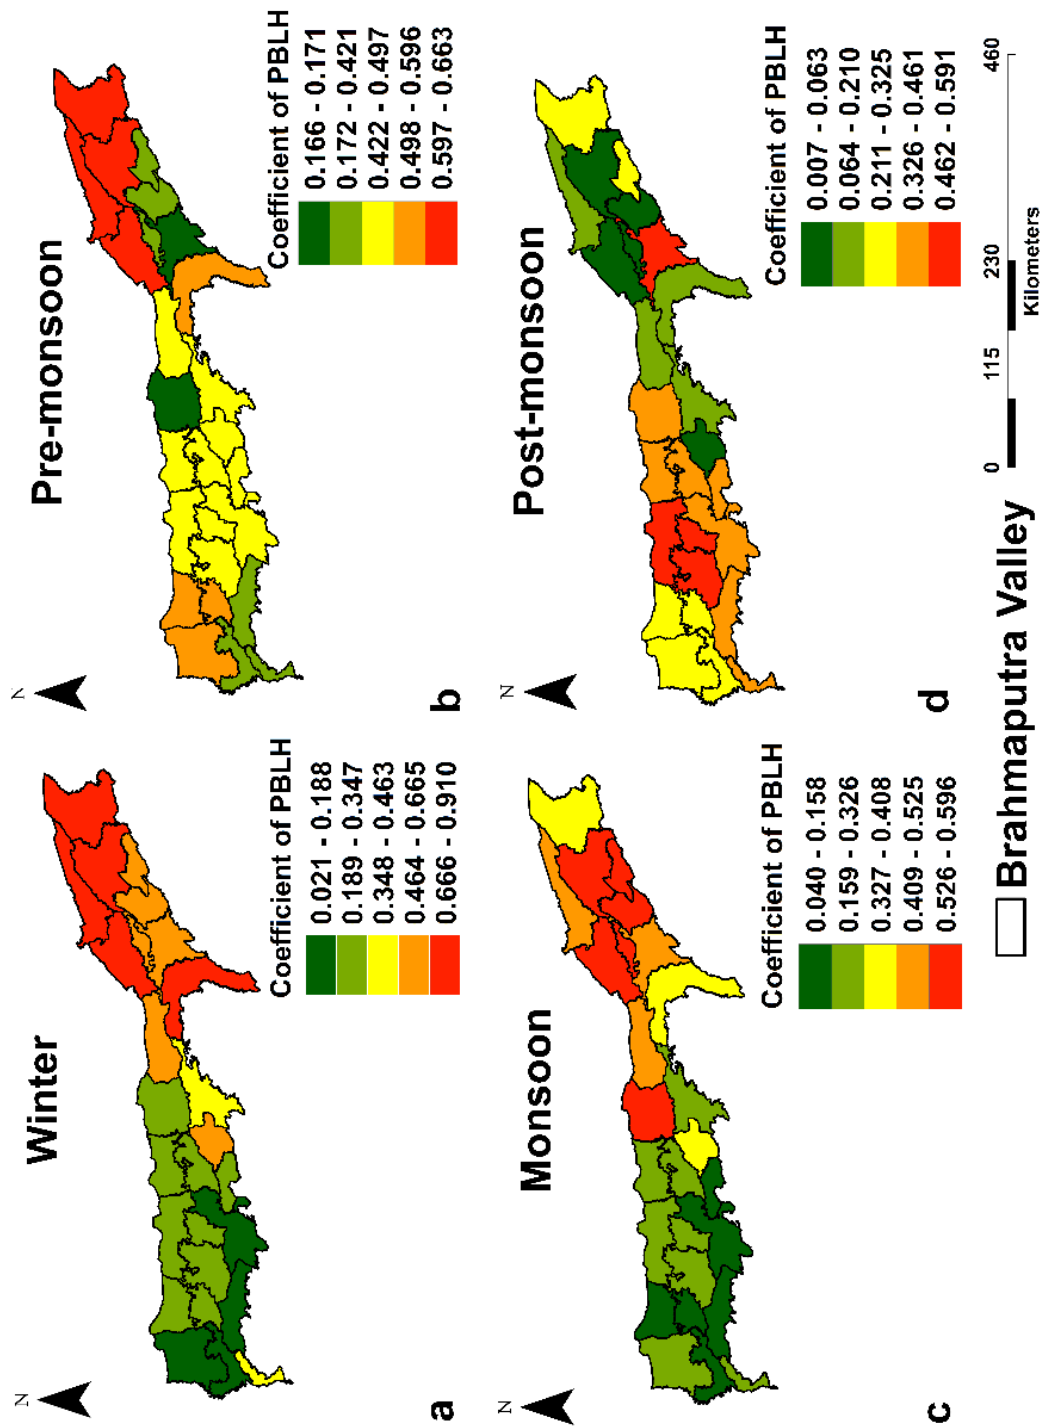 N
Winter
Coefficient of PBLH
0.021 - 0.188
0.189 - 0.347
0.348 - 0.463
0.464 - 0.665
0.666 - 0.910
a
N
Pre-monsoon
Coefficient of PBLH
0.166 - 0.171
0.172 - 0.421
0.422 - 0.497
0.498 - 0.596
0.597 - 0.663
b
N
Monsoon
Coefficient of PBLH
0.040 - 0.158
0.159 - 0.326
0.327 - 0.408
0.409 - 0.525
0.526 - 0.596
c
N
Post-monsoon
Coefficient of PBLH
0.007 - 0.063
0.064 - 0.210
0.211 - 0.325
0.326 - 0.461
0.462 - 0.591
d
Brahmaputra Valley
0 115 230 460
Kilometers